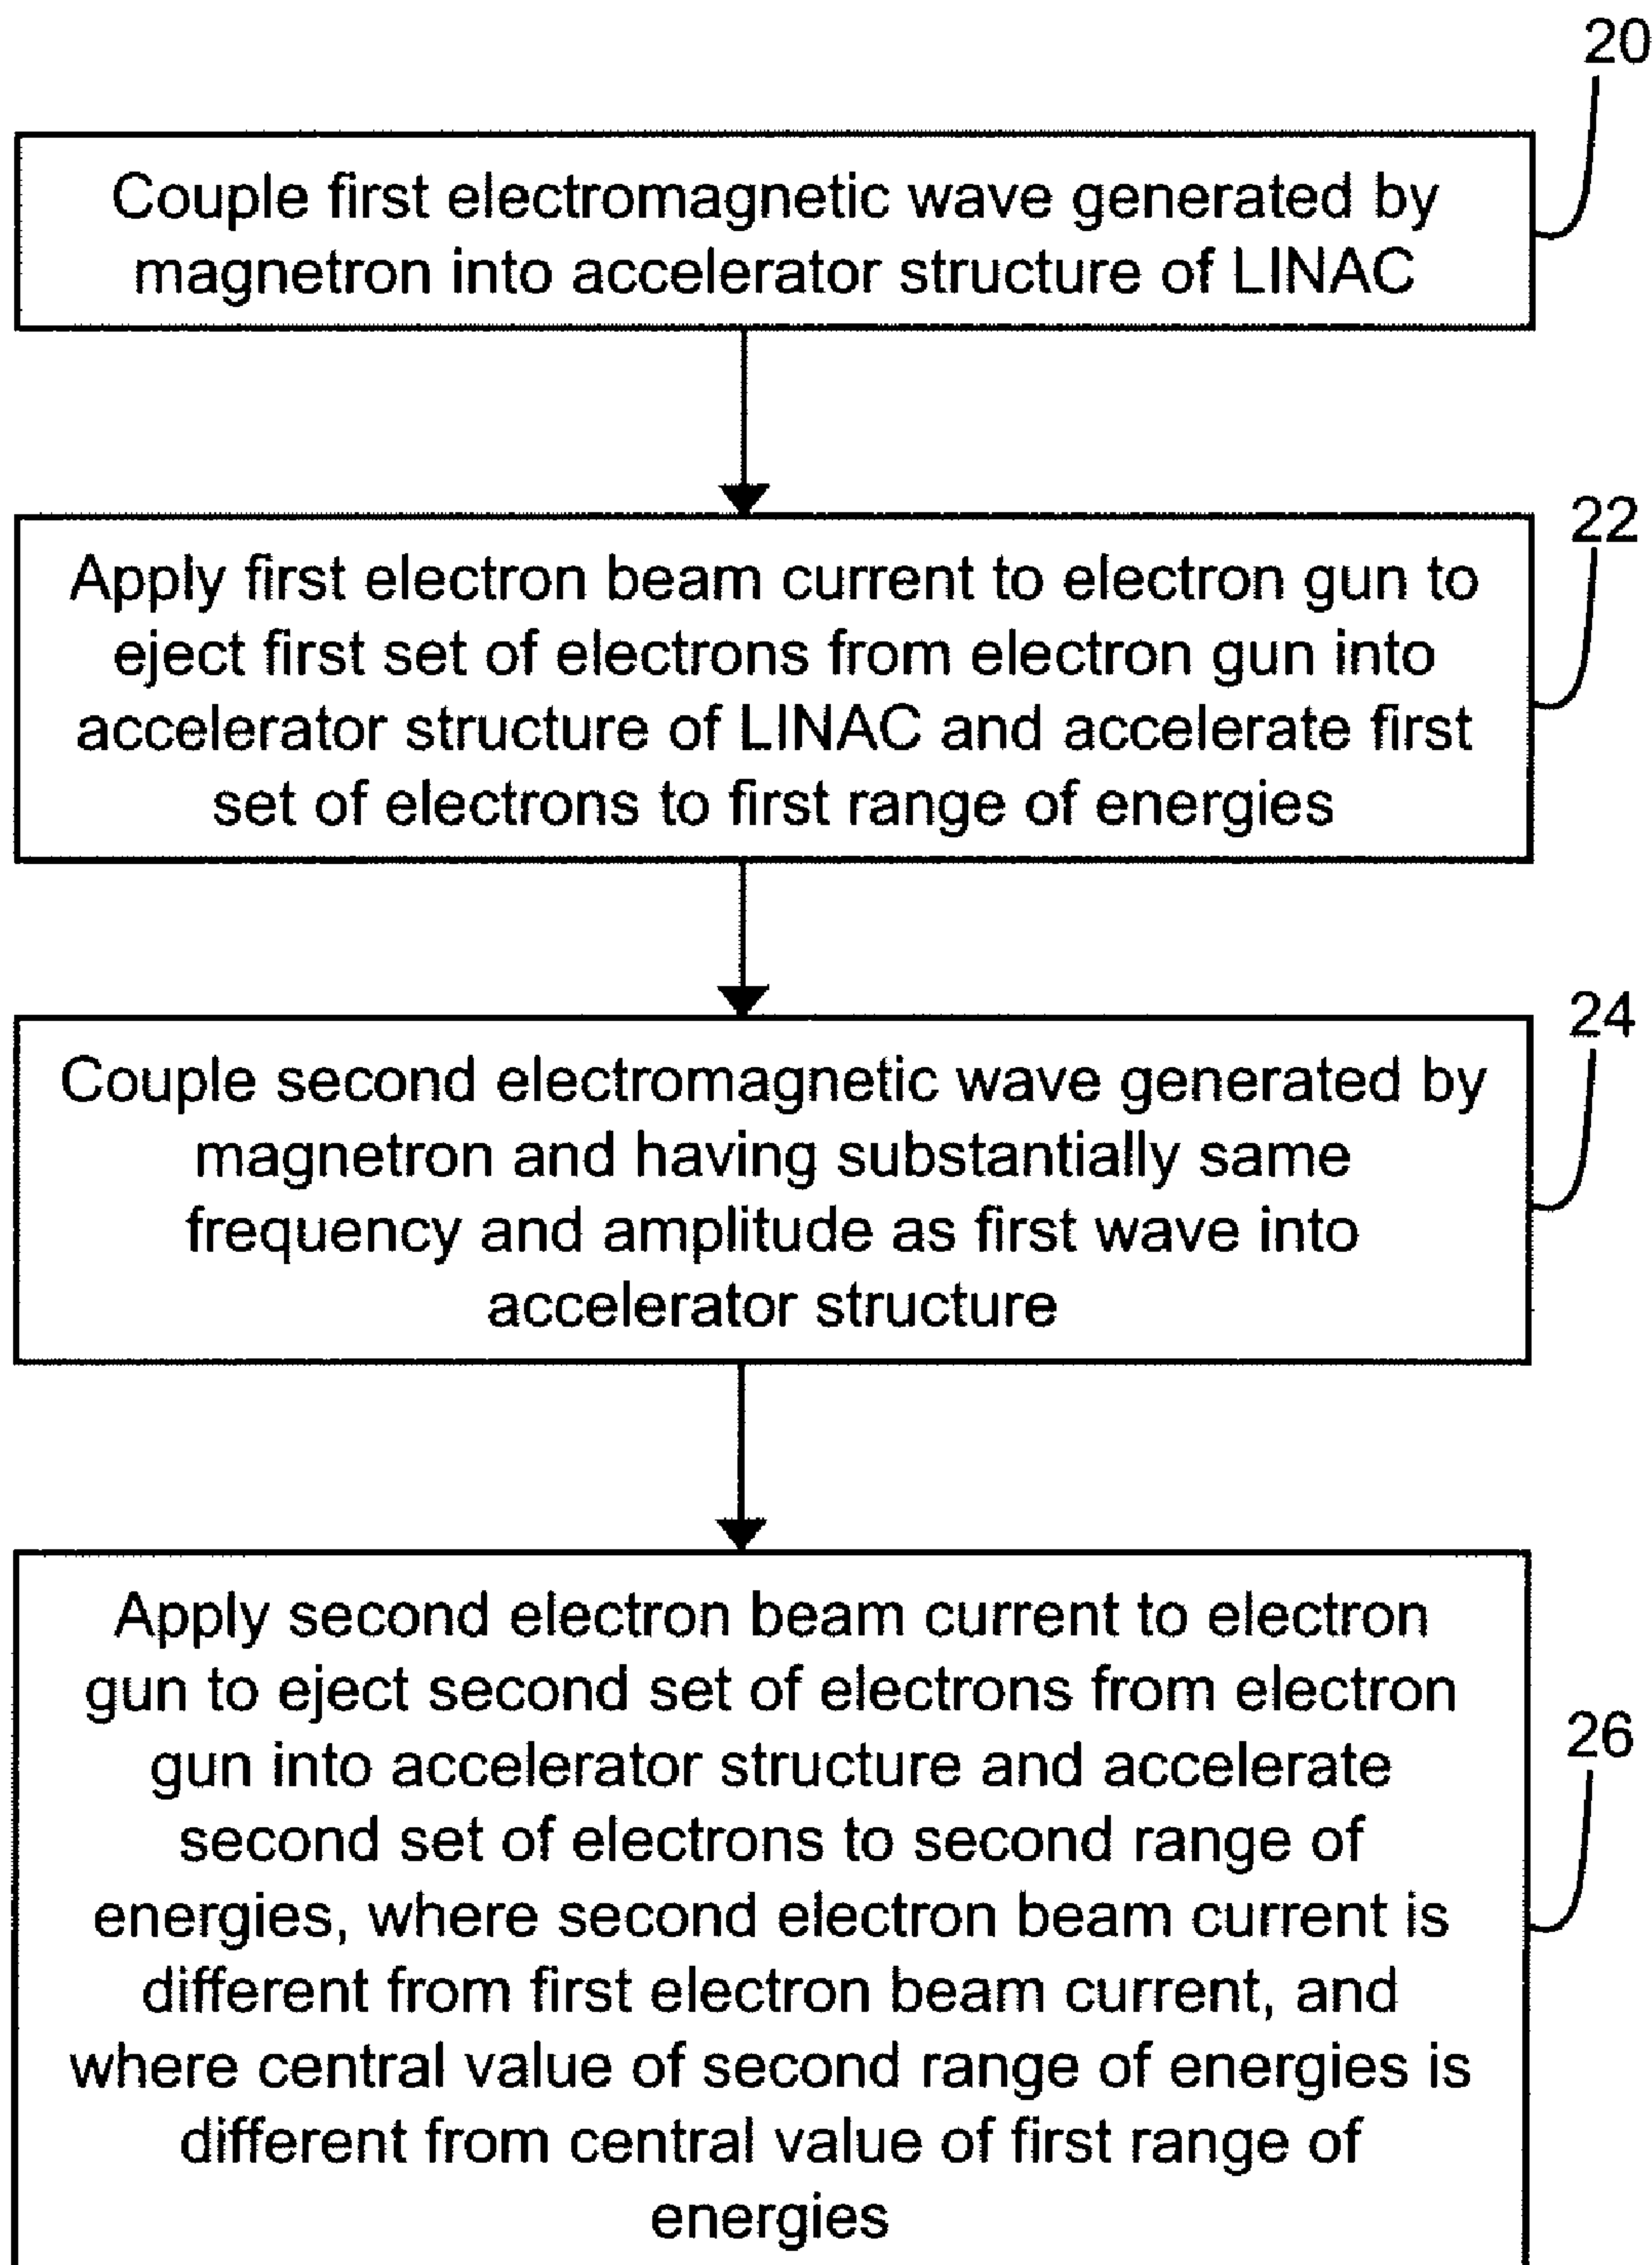 20
Couple first electromagnetic wave generated by
magnetron into accelerator structure of LINAC
22
Apply first electron beam current to electron gun to
eject first set of electrons from electron gun into
accelerator structure of LINAC and accelerate first
set of electrons to first range of energies
24
Couple second electromagnetic wave generated by
magnetron and having substantially same
frequency and amplitude as first wave into
accelerator structure
26
Apply second electron beam current to electron
gun to eject second set of electrons from electron
gun into accelerator structure and accelerate
second set of electrons to second range of
energies, where second electron beam current is
different from first electron beam current, and
where central value of second range of energies is
different from central value of first range of
energies